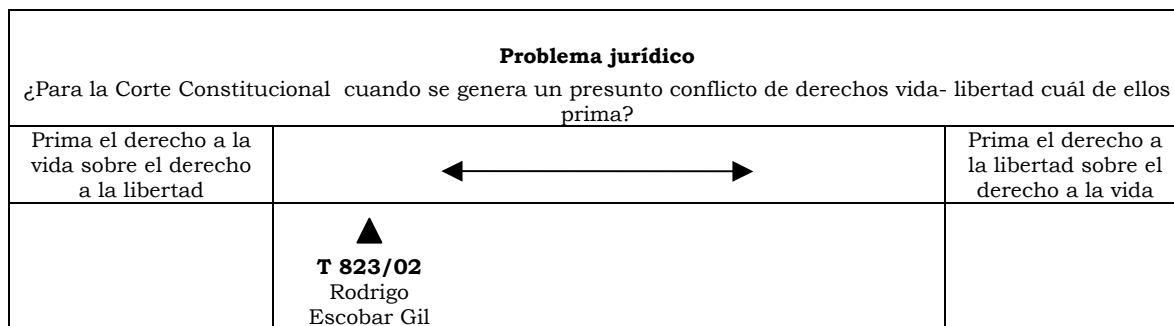 Problema jurídico
¿Para la Corte Constitucional cuando se genera un presunto conflicto de derechos vida- libertad cuál de ellos
prima?
Prima el derecho a la
vida sobre el derecho
a la libertad
Prima el derecho a
la libertad sobre el
derecho a la vida
T 823/02
Rodrigo
Escobar Gil